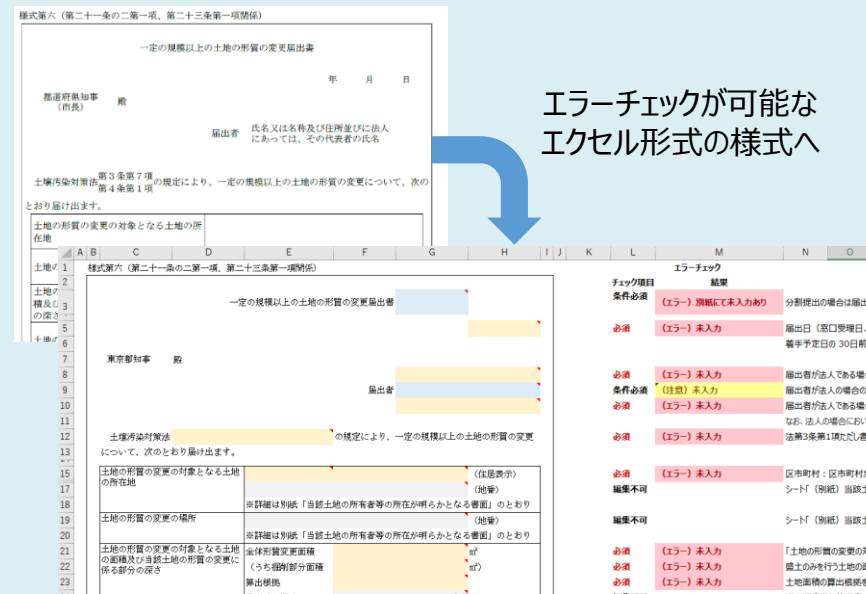 様式第六（第二十一条の二第一項、第二十三条第一項関係）
一定の規模以上の土地の形質の変更届出書
年 月 日
都道府県知事
（市長） 殿
届出者 氏名又は名称及び住所並びに法人
にあっては、その代表者の氏名
土壌汚染対策法 第3条第7項
第4条第1項 の規定により、一定の規模以上の土地の形質の変更について、次の
とおり届け出ます。
土地の形質の変更の対象となる土地の所
在地
エラーチェックが可能な
エクセル形式の様式へ
A B C D E F G H I J K L M N O
1 様式第六（第二十一条の二第一項、第二十三条第一項関係） エラーチェック
2 チェック項目 結果
3 一定の規模以上の土地の形質の変更届出書 条件必須 （エラー）別紙にて未入力あり 分割提出の場合は届出
5 必須 （エラー）未入力 届出日（窓口受理日、
6 着手予定日の 30日前
7 東京都知事 殿
8 必須 （エラー）未入力 届出者が法人である場合
9 届出者 条件必須 （注意）未入力 届出者が法人の場合の
10 必須 （エラー）未入力 届出者が法人である場合
11 なお、法人の場合におい
12 土壌汚染対策法 の規定により、一定の規模以上の土地の形質の変更 必須 （エラー）未入力 法第3条第1項ただし書
13 について、次のとおり届け出ます。
15 土地の形質の変更の対象となる土地
の所在地 （住居表示） 必須 （エラー）未入力 区市町村：区市町村が
17 （地番） 編集不可 シート「（別紙）当該土
18 ※詳細は別紙「当該土地の所有者等の所在が明らかとなる書面」のとおり
19 土地の形質の変更の場所 （地番） 編集不可 シート「（別紙）当該土
20 ※詳細は別紙「当該土地の所有者等の所在が明らかとなる書面」のとおり
21 土地の形質の変更の対象となる土地
の面積及び当該土地の形質の変更に
係る部分の深さ 全体形質変更面積 ㎡ 必須 （エラー）未入力 「土地の形質の変更の対
22 （うち掘削部分面積 ㎡） 必須 （エラー）未入力 盛土のみを行う土地の面
23 算出根拠 必須 （エラー）未入力 土地面積の算出根拠を